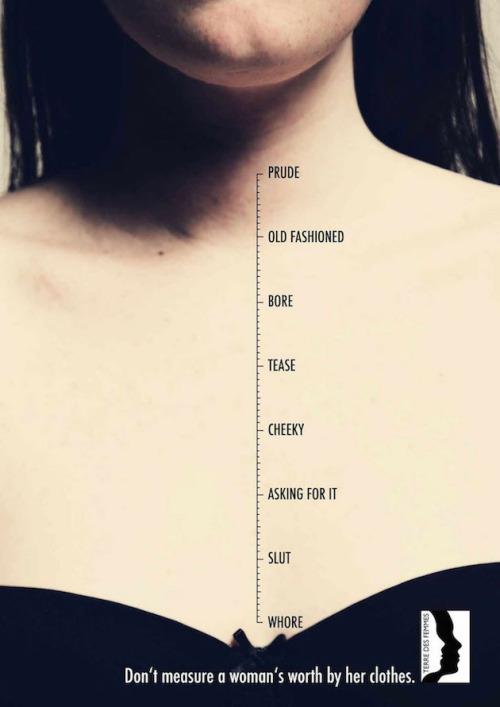 PRUDE
OLD FASHIONED
BORE
TEASE
CHEEKY
ASKING FOR IT
SLUT
WHORE
Don't measure a woman's worth by her clothes.
TERRE DES FEMMES